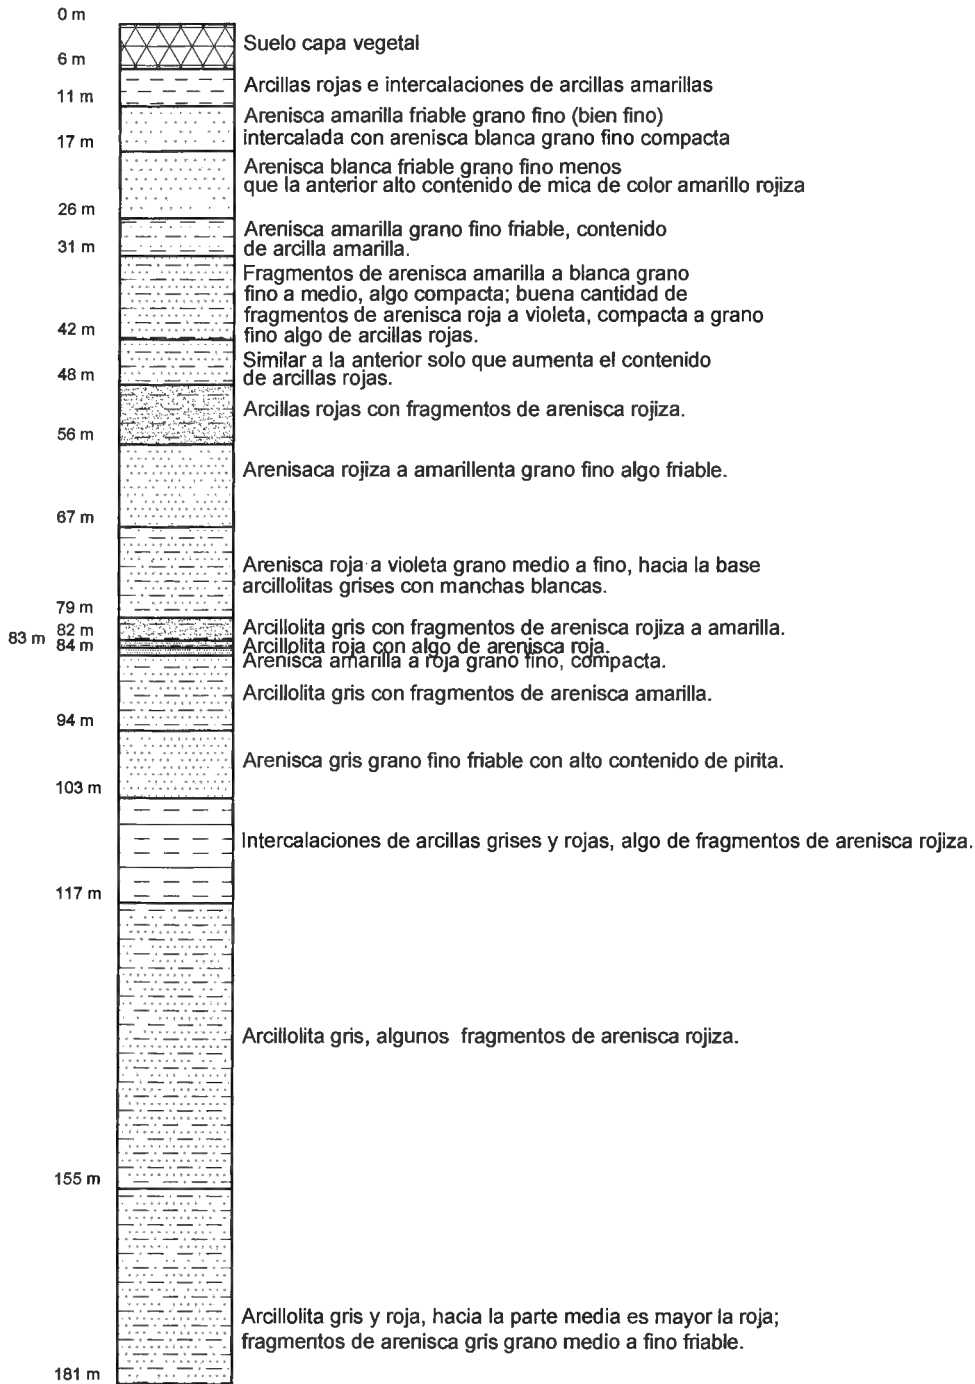 0 m
Suelo capa vegetal
6 m
Arcillas rojas e intercalaciones de arcillas amarillas
11 m
Arenisca amarilla friable grano fino (bien fino)
intercalada con arenisca blanca grano fino compacta
17 m
Arenisca blanca friable grano fino menos
que la anterior alto contenido de mica de color amarillo rojiza
26 m
Arenisca amarilla grano fino friable, contenido
de arcilla amarilla.
31 m
Fragmentos de arenisca amarilla a blanca grano
fino a medio, algo compacta; buena cantidad de
fragmentos de arenisca roja a violeta, compacta a grano
fino algo de arcillas rojas.
42 m
Similar a la anterior solo que aumenta el contenido
de arcillas rojas.
48 m
Arcillas rojas con fragmentos de arenisca rojiza.
56 m
Arenisaca rojiza a amarillenta grano fino algo friable.
67 m
Arenisca roja a violeta grano medio a fino, hacia la base
arcillolitas grises con manchas blancas.
79 m
Arcillolita gris con fragmentos de arenisca rojiza a amarilla.
82 m
Arcillolita roja con algo de arenisca roja.
83 m
Arenisca amarilla a roja grano fino, compacta.
84 m
Arcillolita gris con fragmentos de arenisca amarilla.
94 m
Arenisca gris grano fino friable con alto contenido de pirita.
103 m
Intercalaciones de arcillas grises y rojas, algo de fragmentos de arenisca rojiza.
117 m
Arcillolita gris, algunos fragmentos de arenisca rojiza.
155 m
Arcillolita gris y roja, hacia la parte media es mayor la roja;
fragmentos de arenisca gris grano medio a fino friable.
181 m